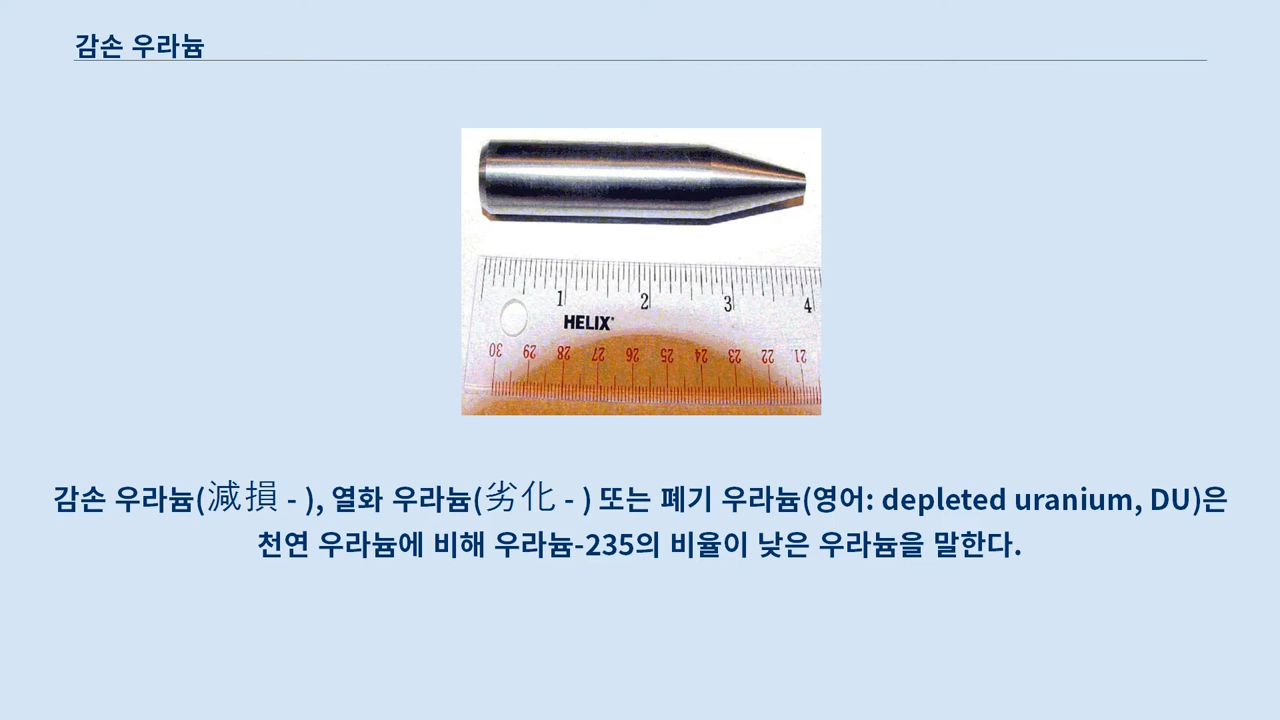 감손 우라늄
1 2 3 4
HELIX
30 29 28 27 26 25 24 23 22 21
감손 우라늄(減損 - ), 열화 우라늄(劣化 - ) 또는 폐기 우라늄(영어: depleted uranium, DU)은
천연 우라늄에 비해 우라늄-235의 비율이 낮은 우라늄을 말한다.